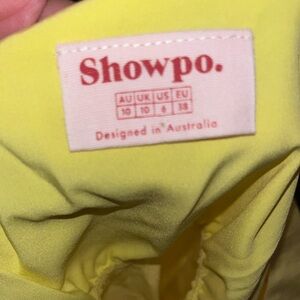 Showpo.
AU UK US EU
10 10 6 38
Designed in Australia